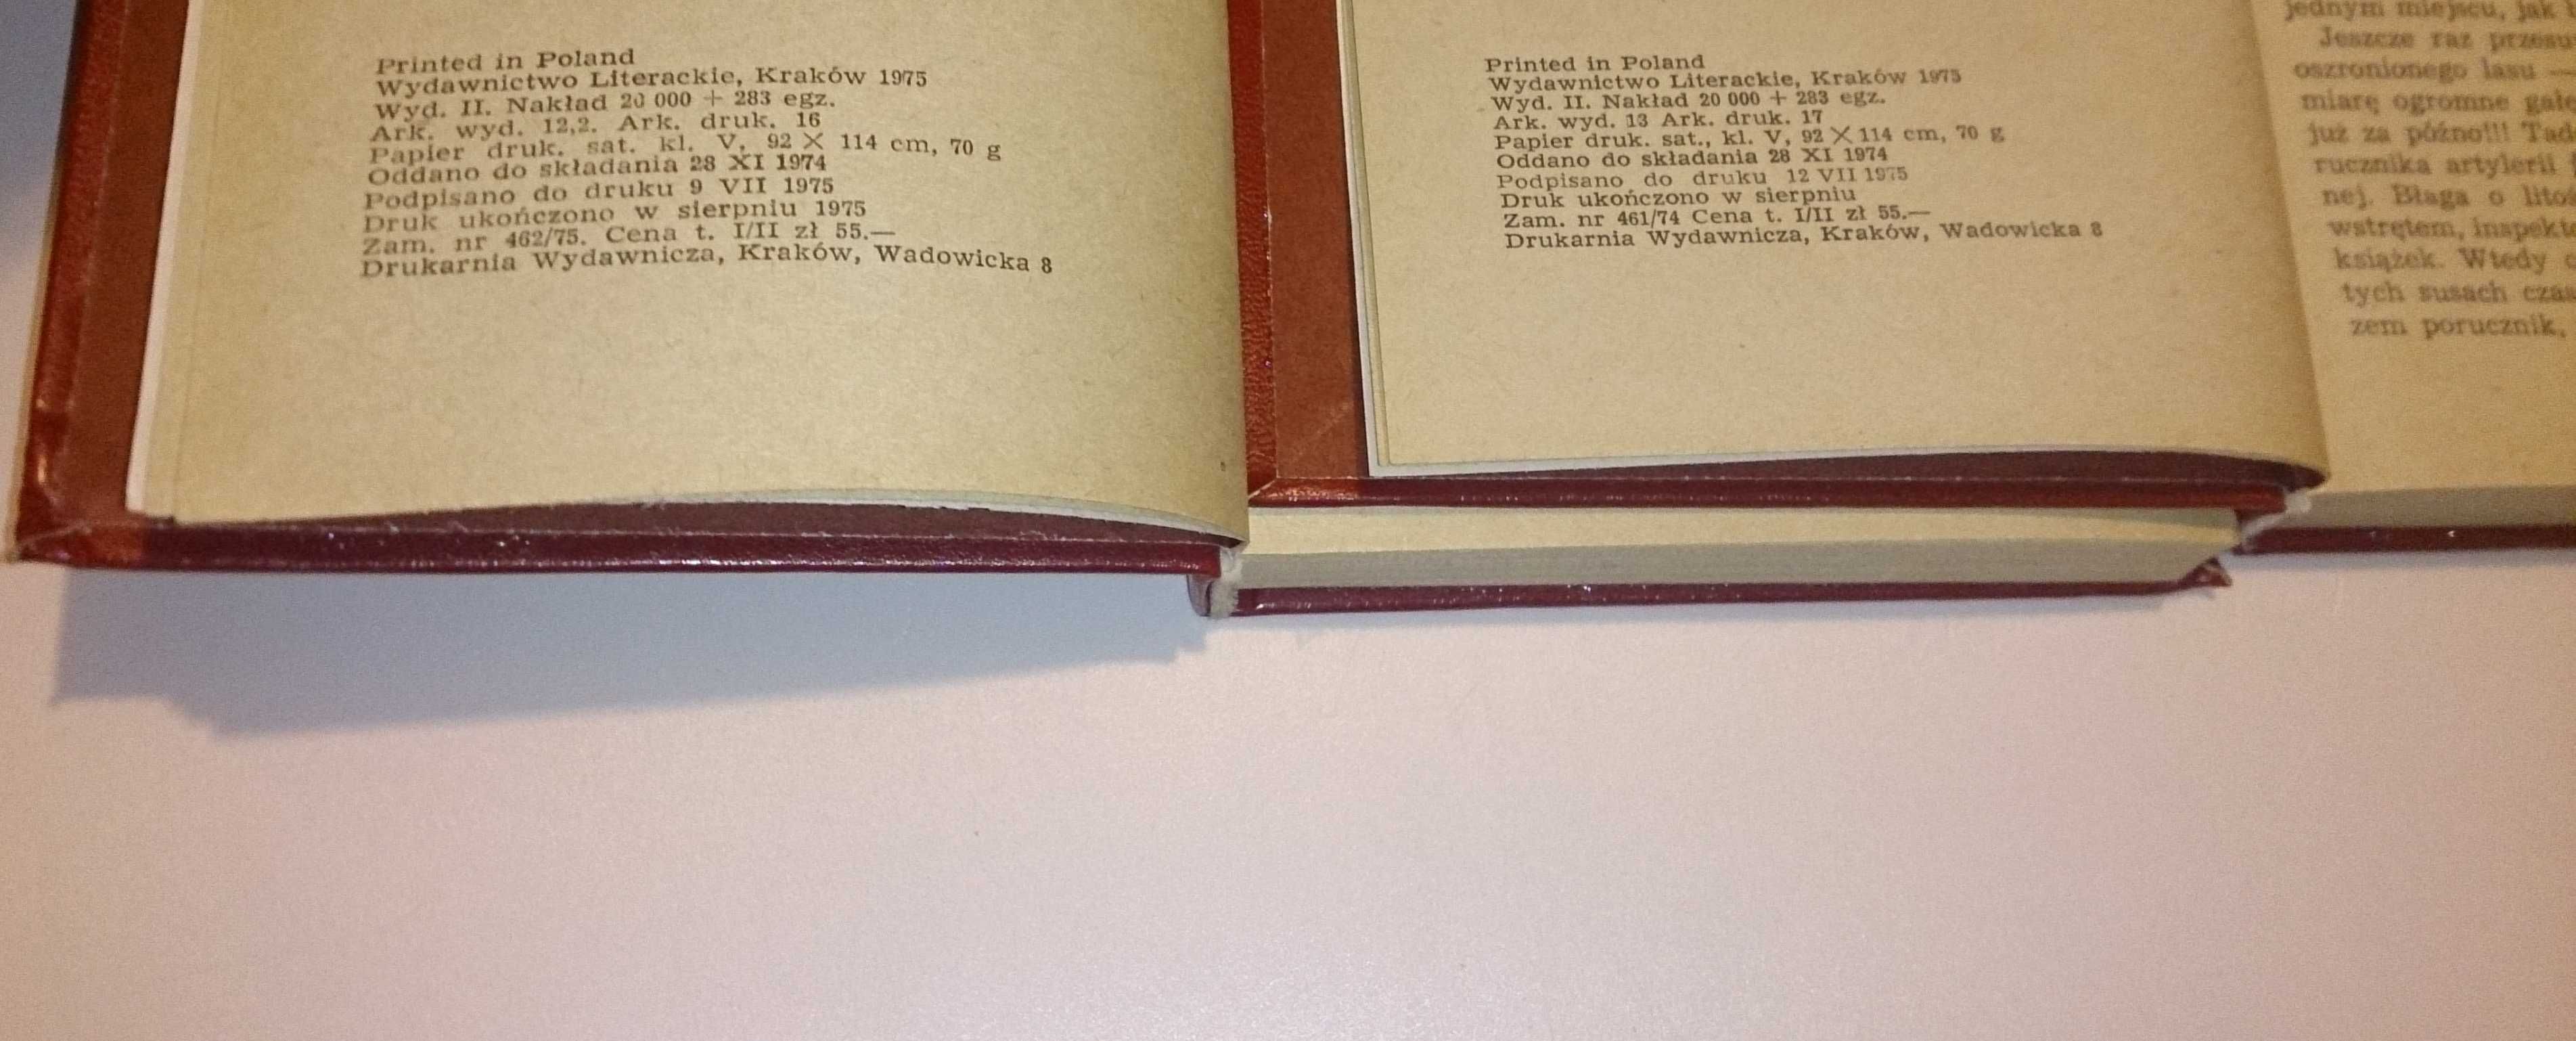 Printed in Poland
Wydawnictwo Literackie, Kraków 1975
Wyd. II. Nakład 20 000 + 283 egz.
Ark. wyd. 12,2. Ark. druk. 16
Papier druk. sat. kl. V, 92 × 114 cm, 70 g
Oddano do składania 28 XI 1974
Podpisano do druku 9 VII 1975
Druk ukończono w sierpniu 1975
Zam. nr 462/75. Cena t. I/II zł 55.—
Drukarnia Wydawnicza, Kraków, Wadowicka 8
Printed in Poland
Wydawnictwo Literackie, Kraków 1975
Wyd. II. Nakład 20 000 + 283 egz.
Ark. wyd. 13 Ark. druk. 17
Papier druk. sat., kl. V, 92 × 114 cm, 70 g
Oddano do składania 28 XI 1974
Podpisano do druku 12 VII 1975
Druk ukończono w sierpniu
Zam. nr 461/74 Cena t. I/II zł 55.—
Drukarnia Wydawnicza, Kraków, Wadowicka 8
jednym miejscu, jak
Jeszcze raz
oszronionego lasu —
miarę ogromne
już za późno!!! Tad
rucznika artylerii
nej. Błaga o
wstrętem,
książek. Wtedy
tych susach
zem porucznik,